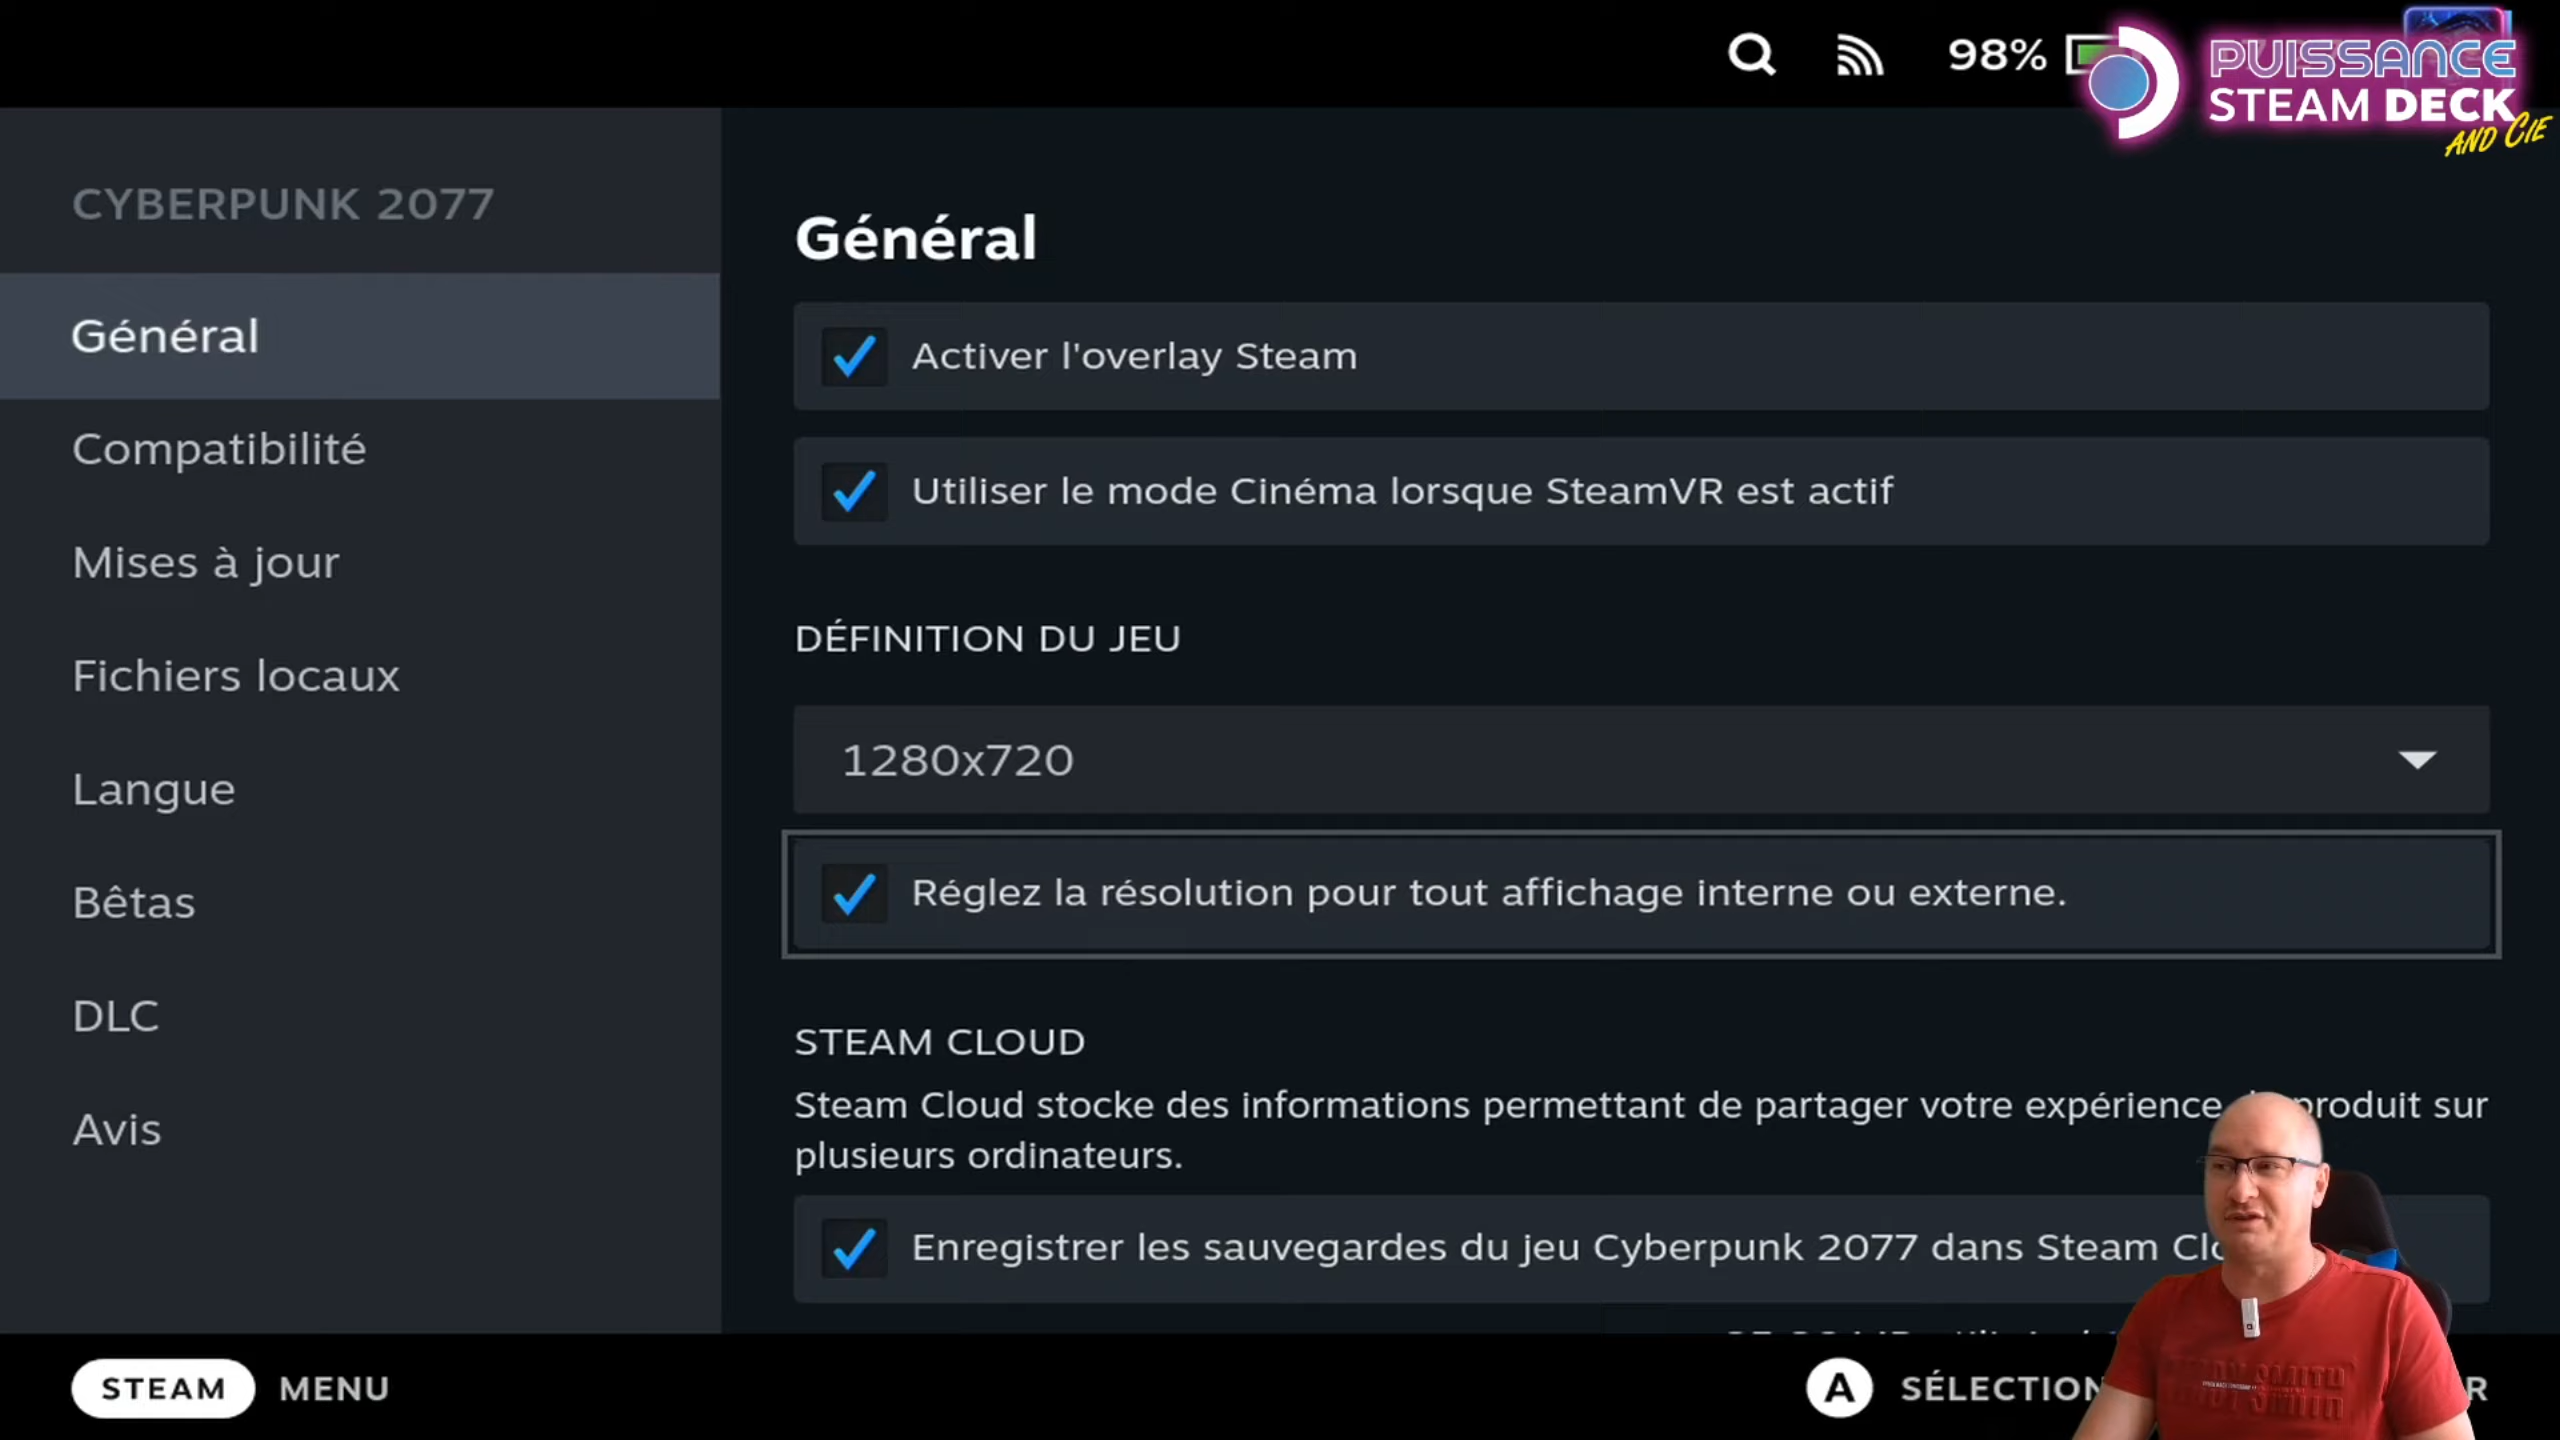 98%
PUISSANCE
STEAM DECK
AND CIE
CYBERPUNK 2077
Général
Compatibilité
Mises à jour
Fichiers locaux
Langue
Bêtas
DLC
Avis
Général
Activer l'overlay Steam
Utiliser le mode Cinéma lorsque SteamVR est actif
DÉFINITION DU JEU
1280x720
Réglez la résolution pour tout affichage interne ou externe.
STEAM CLOUD
Steam Cloud stocke des informations permettant de partager votre expérience produit sur
plusieurs ordinateurs.
Enregistrer les sauvegardes du jeu Cyberpunk 2077 dans Steam Clo
STEAM MENU
A SÉLECTION
R